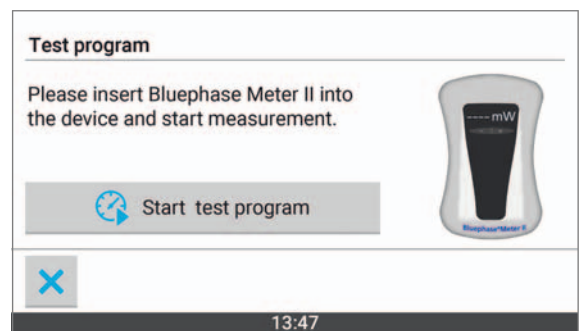 Test program
Please insert Bluephase Meter II into
the device and start measurement.
---- mW
Bluephase® Meter II
Start test program
13:47